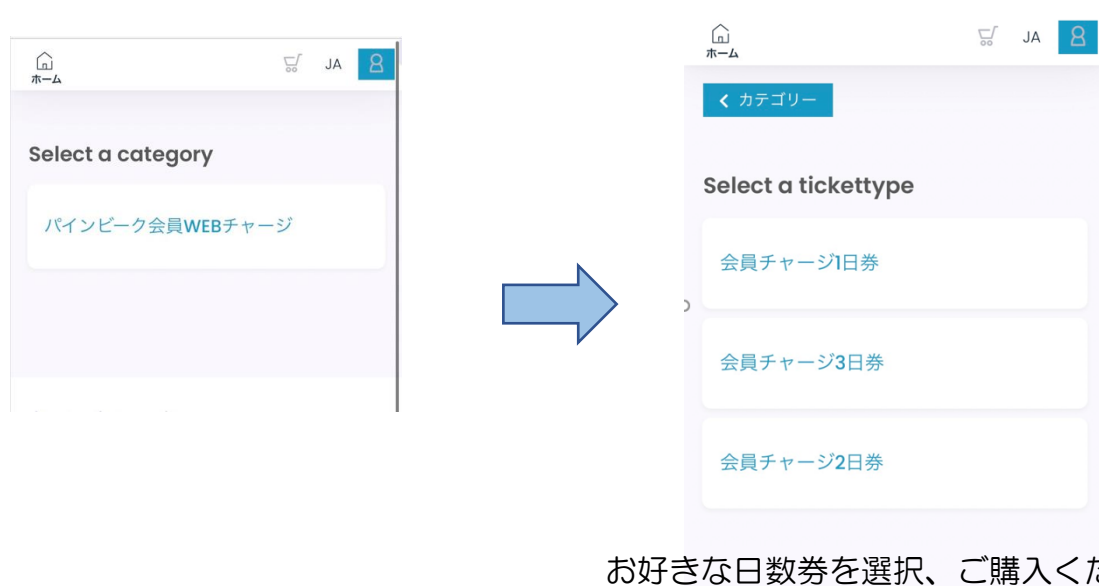 ホーム
JA
Select a category
パインビーク会員WEBチャージ
ホーム
JA
カテゴリー
Select a tickettype
会員チャージ1日券
会員チャージ3日券
会員チャージ2日券
お好きな日数券を選択、ご購入くだ